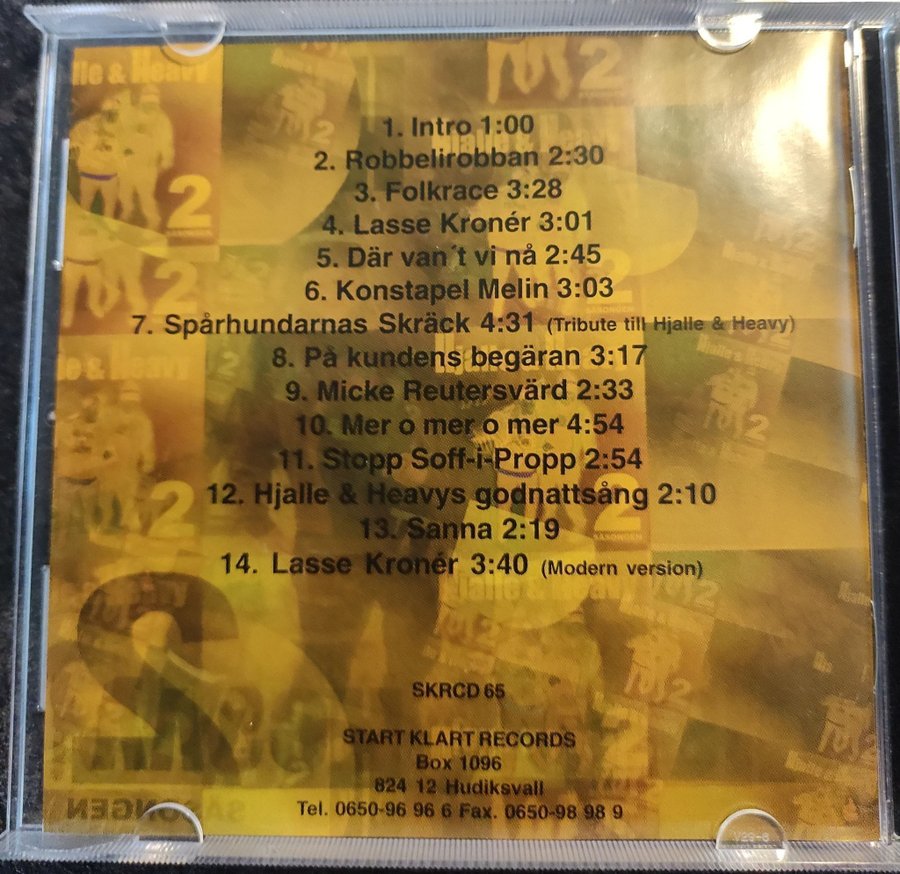 1. Intro 1:00
2. Robbelirobban 2:30
3. Folkrace 3:28
4. Lasse Kronér 3:01
5. Där van´t vi nå 2:45
6. Konstapel Melin 3:03
7. Spårhundarnas Skräck 4:31 (Tribute till Hjalle & Heavy)
8. På kundens begäran 3:17
9. Micke Reutersvärd 2:33
10. Mer o mer o mer 4:54
11. Stopp Soff-i-Propp 2:54
12. Hjalle & Heavys godnattsång 2:10
13. Sanna 2:19
14. Lasse Kronér 3:40 (Modern version)
SKRCD 65
START KLART RECORDS
Box 1096
824 12 Hudiksvall
Tel. 0650-96 96 6 Fax. 0650-98 98 9